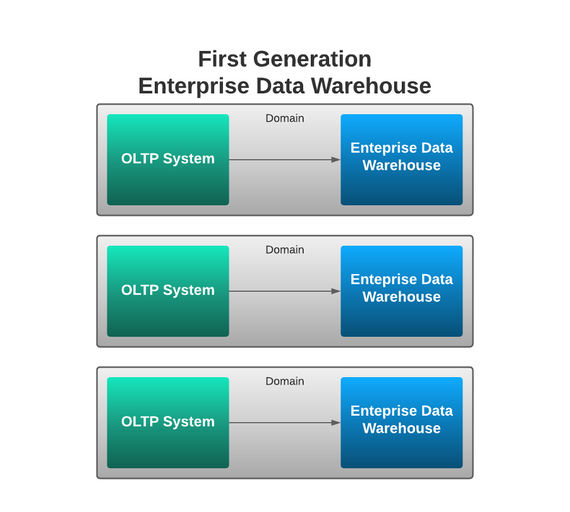 First Generation
Enterprise Data Warehouse
Domain
OLTP System
Enteprise Data
Warehouse
Domain
OLTP System
Enteprise Data
Warehouse
Domain
OLTP System
Enteprise Data
Warehouse